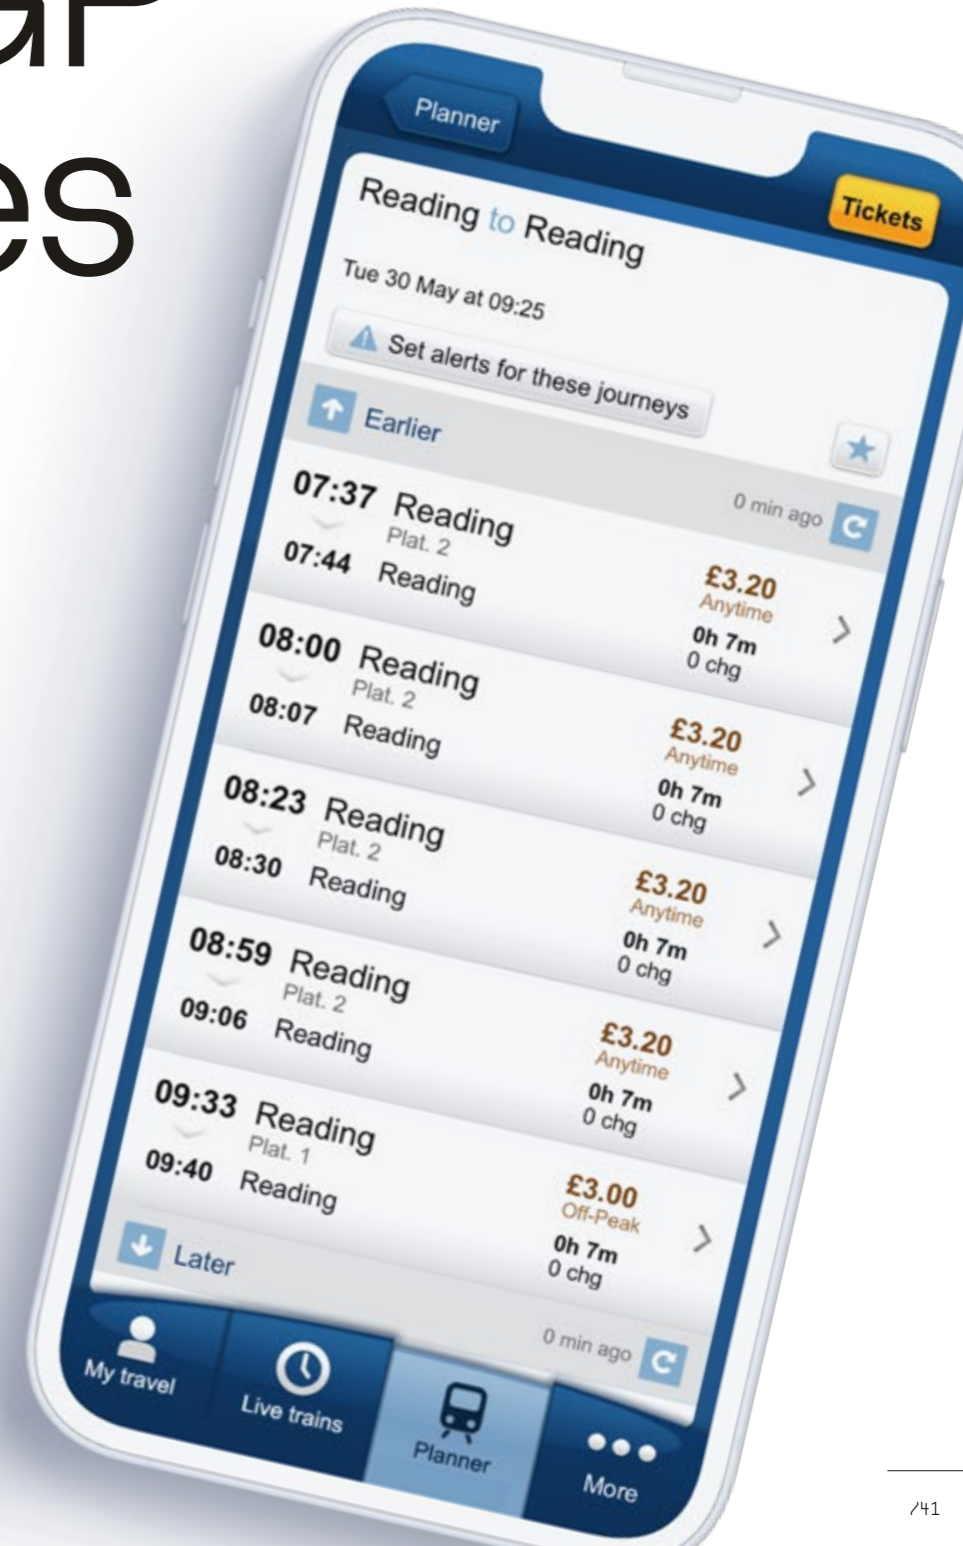 es
Planner
Tickets
Reading to Reading
Tue 30 May at 09:25
Set alerts for these journeys
Earlier
0 min ago
07:37 Reading
Plat. 2
07:44 Reading
£3.20
Anytime
0h 7m
0 chg
08:00 Reading
Plat. 2
08:07 Reading
£3.20
Anytime
0h 7m
0 chg
08:23 Reading
Plat. 2
08:30 Reading
£3.20
Anytime
0h 7m
0 chg
08:59 Reading
Plat. 2
09:06 Reading
£3.20
Anytime
0h 7m
0 chg
09:33 Reading
Plat. 1
09:40 Reading
£3.00
Off-Peak
0h 7m
0 chg
Later
0 min ago
My travel
Live trains
Planner
More
/41